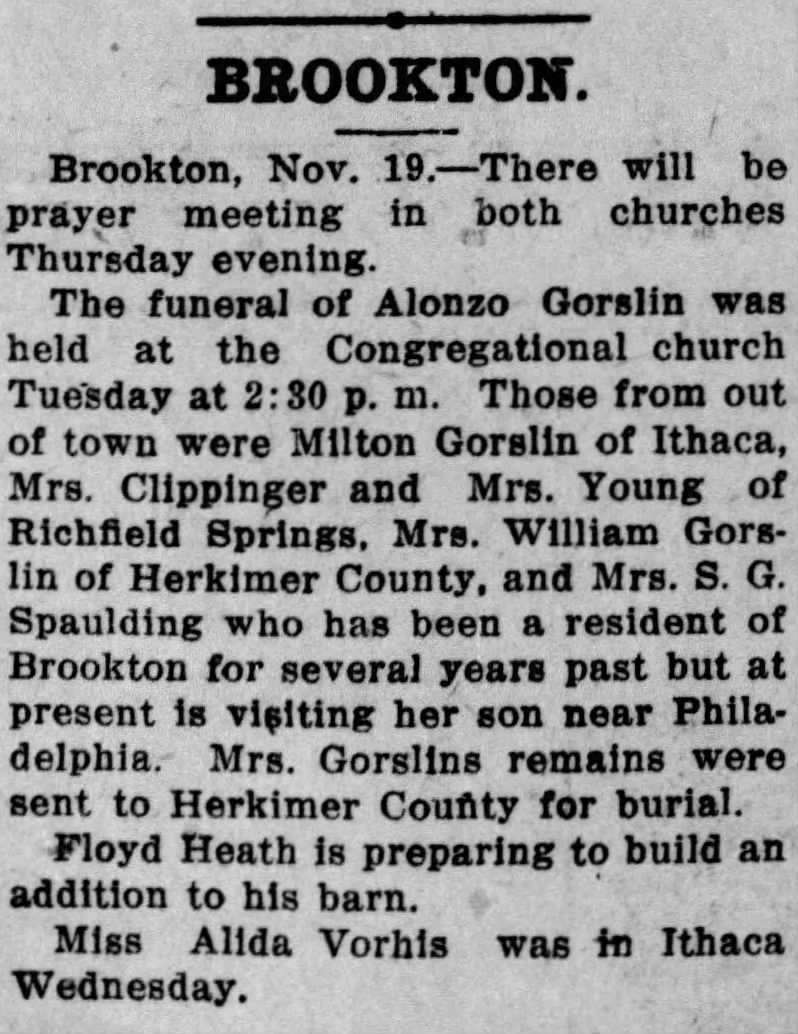 BROOKTON.
Brookton, Nov. 19.—There will be
prayer meeting in both churches
Thursday evening.
The funeral of Alonzo Gorslin was
held at the Congregational church
Tuesday at 2:30 p. m. Those from out
of town were Milton Gorslin of Ithaca,
Mrs. Clippinger and Mrs. Young of
Richfield Springs, Mrs. William Gors-
lin of Herkimer County, and Mrs. S. G.
Spaulding who has been a resident of
Brookton for several years past but at
present is visiting her son near Phila-
delphia. Mrs. Gorslins remains were
sent to Herkimer County for burial.
Floyd Heath is preparing to build an
addition to his barn.
Miss Alida Vorhis was in Ithaca
Wednesday.